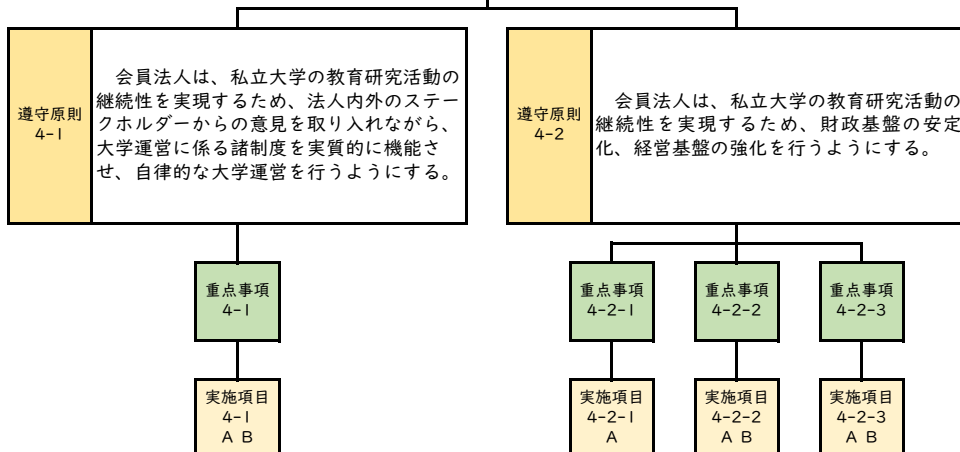 遵守原則
4-1
会員法人は、私立大学の教育研究活動の
継続性を実現するため、法人内外のステー
クホルダーからの意見を取り入れながら、
大学運営に係る諸制度を実質的に機能さ
せ、自律的な大学運営を行うようにする。
遵守原則
4-2
会員法人は、私立大学の教育研究活動の
継続性を実現するため、財政基盤の安定
化、経営基盤の強化を行うようにする。
重点事項
4-1
重点事項
4-2-1
重点事項
4-2-2
重点事項
4-2-3
実施項目
4-1
A B
実施項目
4-2-1
A
実施項目
4-2-2
A B
実施項目
4-2-3
A B